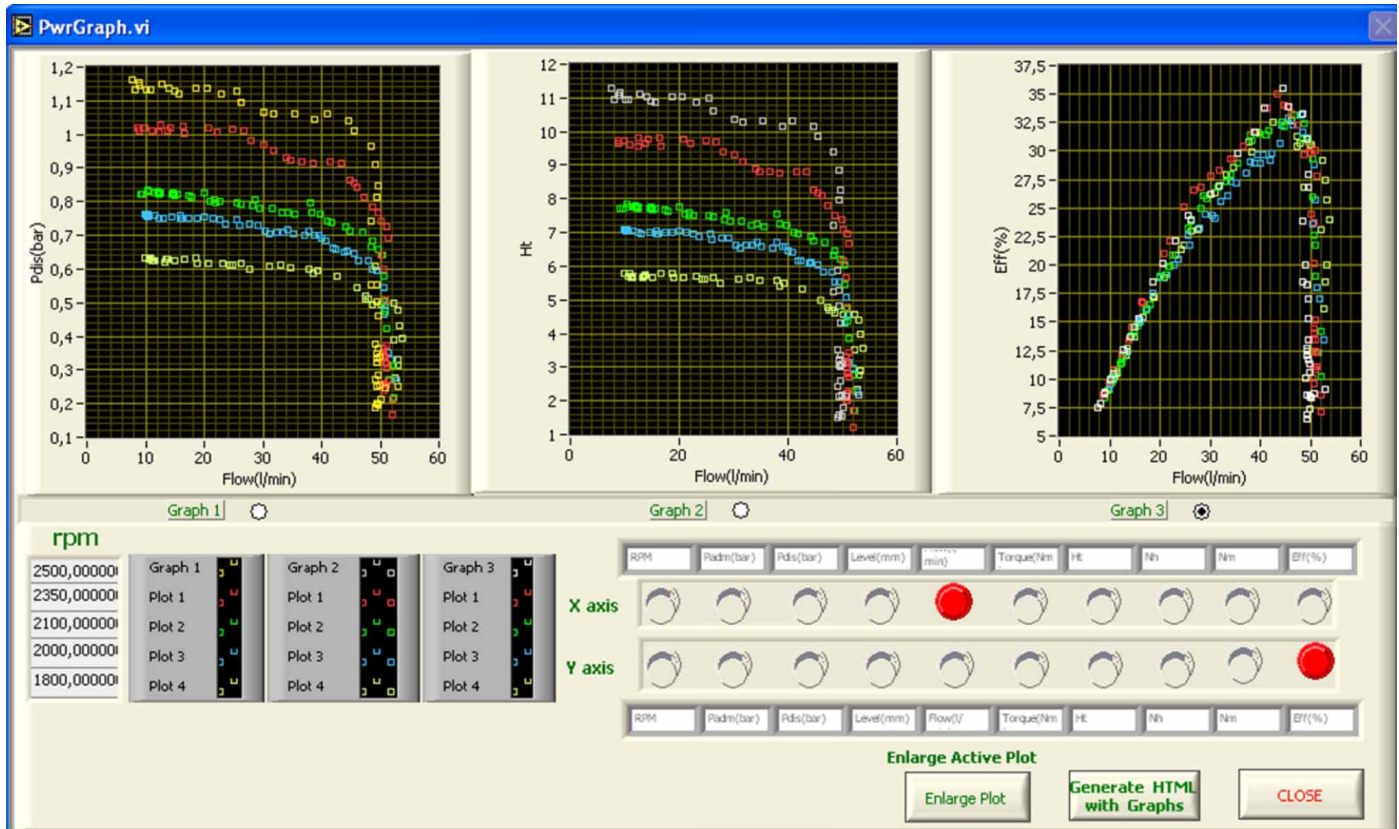 PwrGraph.vi
1,2
1,1
1
0,9
0,8
0,7
0,6
0,5
0,4
0,3
0,2
0,1
Pdis(bar)
0 10 20 30 40 50 60
Flow(l/min)
12
11
10
9
8
7
6
5
4
3
2
1
Ht
0 20 40 60
Flow(l/min)
37,5
35
32,5
30
27,5
25
22,5
20
17,5
15
12,5
10
7,5
5
Eff(%)
0 10 20 30 40 50 60
Flow(l/min)
Graph 1
Graph 2
Graph 3
rpm
2500,00000
2350,00000
2100,00000
2000,00000
1800,00000
Graph 1
Plot 1
Plot 2
Plot 3
Plot 4
Graph 2
Plot 1
Plot 2
Plot 3
Plot 4
Graph 3
Plot 1
Plot 2
Plot 3
Plot 4
RPM Padm(bar) Pdis(bar) Level(mm) min) Torque(Nm Ht Nh Nm Eff(%)
X axis
Y axis
RPM Padm(bar) Pdis(bar) Level(mm) Flow(l/ Torque(Nm Ht Nh Nm Eff(%)
Enlarge Active Plot
Enlarge Plot
Generate HTML
with Graphs
CLOSE